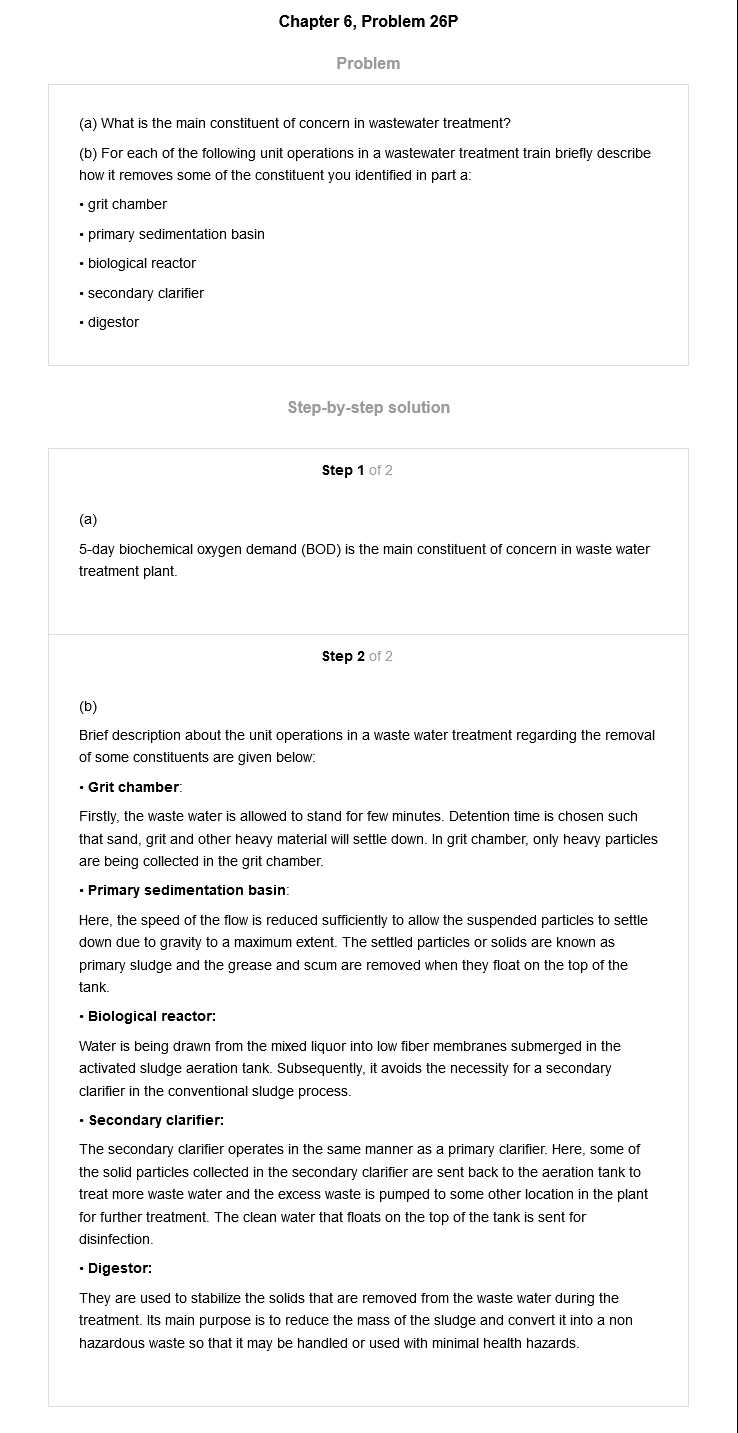 Chapter 6, Problem 26P
Problem
(a) What is the main constituent of concern in wastewater treatment?
(b) For each of the following unit operations in a wastewater treatment train briefly describe
how it removes some of the constituent you identified in part a:
• grit chamber
• primary sedimentation basin
• biological reactor
• secondary clarifier
• digestor
Step-by-step solution
Step 1 of 2
(a)
5-day biochemical oxygen demand (BOD) is the main constituent of concern in waste water
treatment plant.
Step 2 of 2
(b)
Brief description about the unit operations in a waste water treatment regarding the removal
of some constituents are given below:
• Grit chamber:
Firstly, the waste water is allowed to stand for few minutes. Detention time is chosen such
that sand, grit and other heavy material will settle down. In grit chamber, only heavy particles
are being collected in the grit chamber.
• Primary sedimentation basin:
Here, the speed of the flow is reduced sufficiently to allow the suspended particles to settle
down due to gravity to a maximum extent. The settled particles or solids are known as
primary sludge and the grease and scum are removed when they float on the top of the
tank.
• Biological reactor:
Water is being drawn from the mixed liquor into low fiber membranes submerged in the
activated sludge aeration tank. Subsequently, it avoids the necessity for a secondary
clarifier in the conventional sludge process.
• Secondary clarifier:
The secondary clarifier operates in the same manner as a primary clarifier. Here, some of
the solid particles collected in the secondary clarifier are sent back to the aeration tank to
treat more waste water and the excess waste is pumped to some other location in the plant
for further treatment. The clean water that floats on the top of the tank is sent for
disinfection.
• Digestor:
They are used to stabilize the solids that are removed from the waste water during the
treatment. Its main purpose is to reduce the mass of the sludge and convert it into a non
hazardous waste so that it may be handled or used with minimal health hazards.